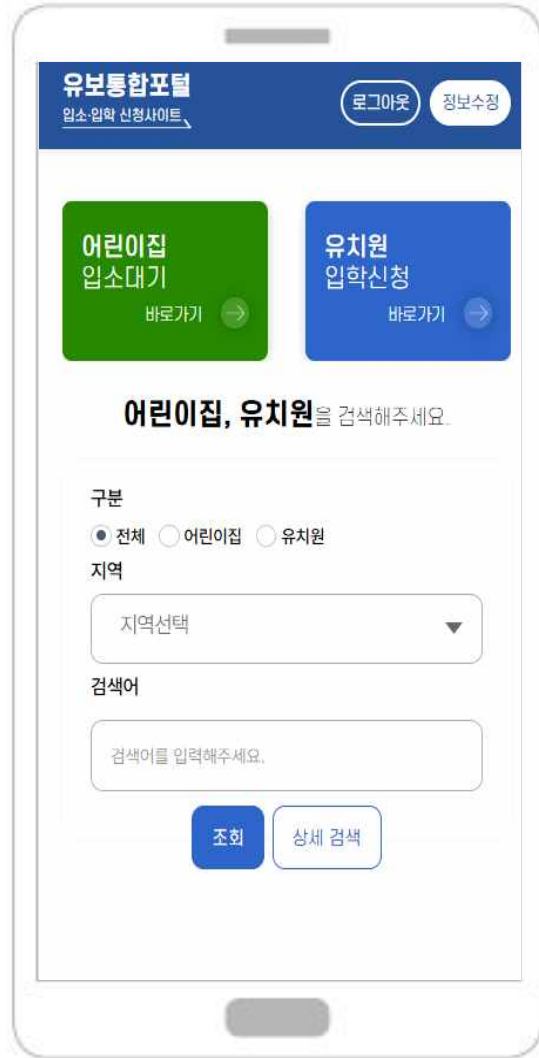 유보통합포털
입소·입학 신청사이트
로그아웃
정보수정
어린이집
입소대기
바로가기
유치원
입학신청
바로가기
어린이집, 유치원을 검색해주세요.
구분
전체 어린이집 유치원
지역
지역선택
검색어
검색어를 입력해주세요.
조회
상세 검색